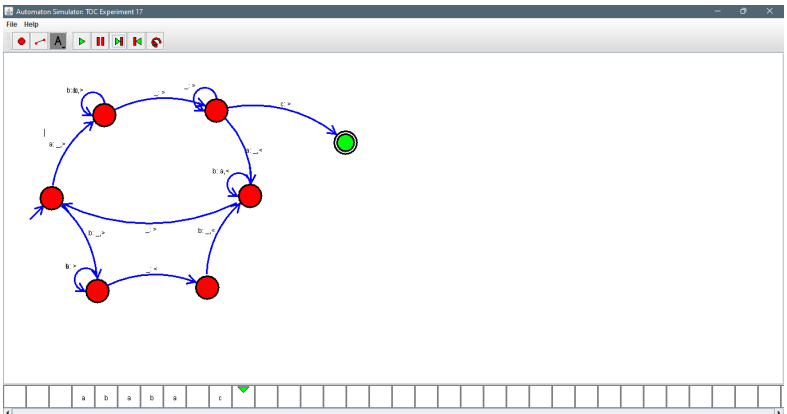 Automaton Simulator: TOC Experiment 17
File Help
A
_: >
_: >
c: >
a: _,>
a: _,<
b: a,<
b: _,>
_: >
b: _,<
_: <
a b a b a c